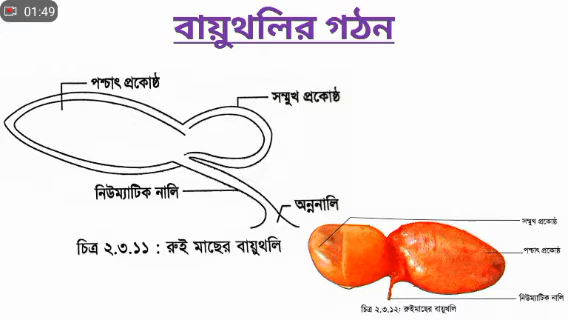 01:49
বায়ুথলির গঠন
পশ্চাৎ প্রকোষ্ঠ
সম্মুখ প্রকোষ্ঠ
নিউম্যাটিক নালি
অন্ননালি
চিত্র ২.৩.১১ : রুই মাছের বায়ুথলি
সম্মুখ প্রকোষ্ঠ
পশ্চাৎ প্রকোষ্ঠ
নিউম্যাটিক নালি
চিত্র ২.৩.১২: রুইমাছের বায়ুথলি